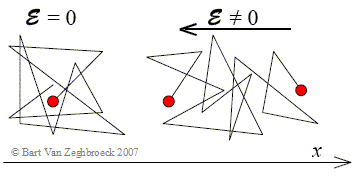 ℰ = 0
ℰ ≠ 0
© Bart Van Zeghbroeck 2007
x